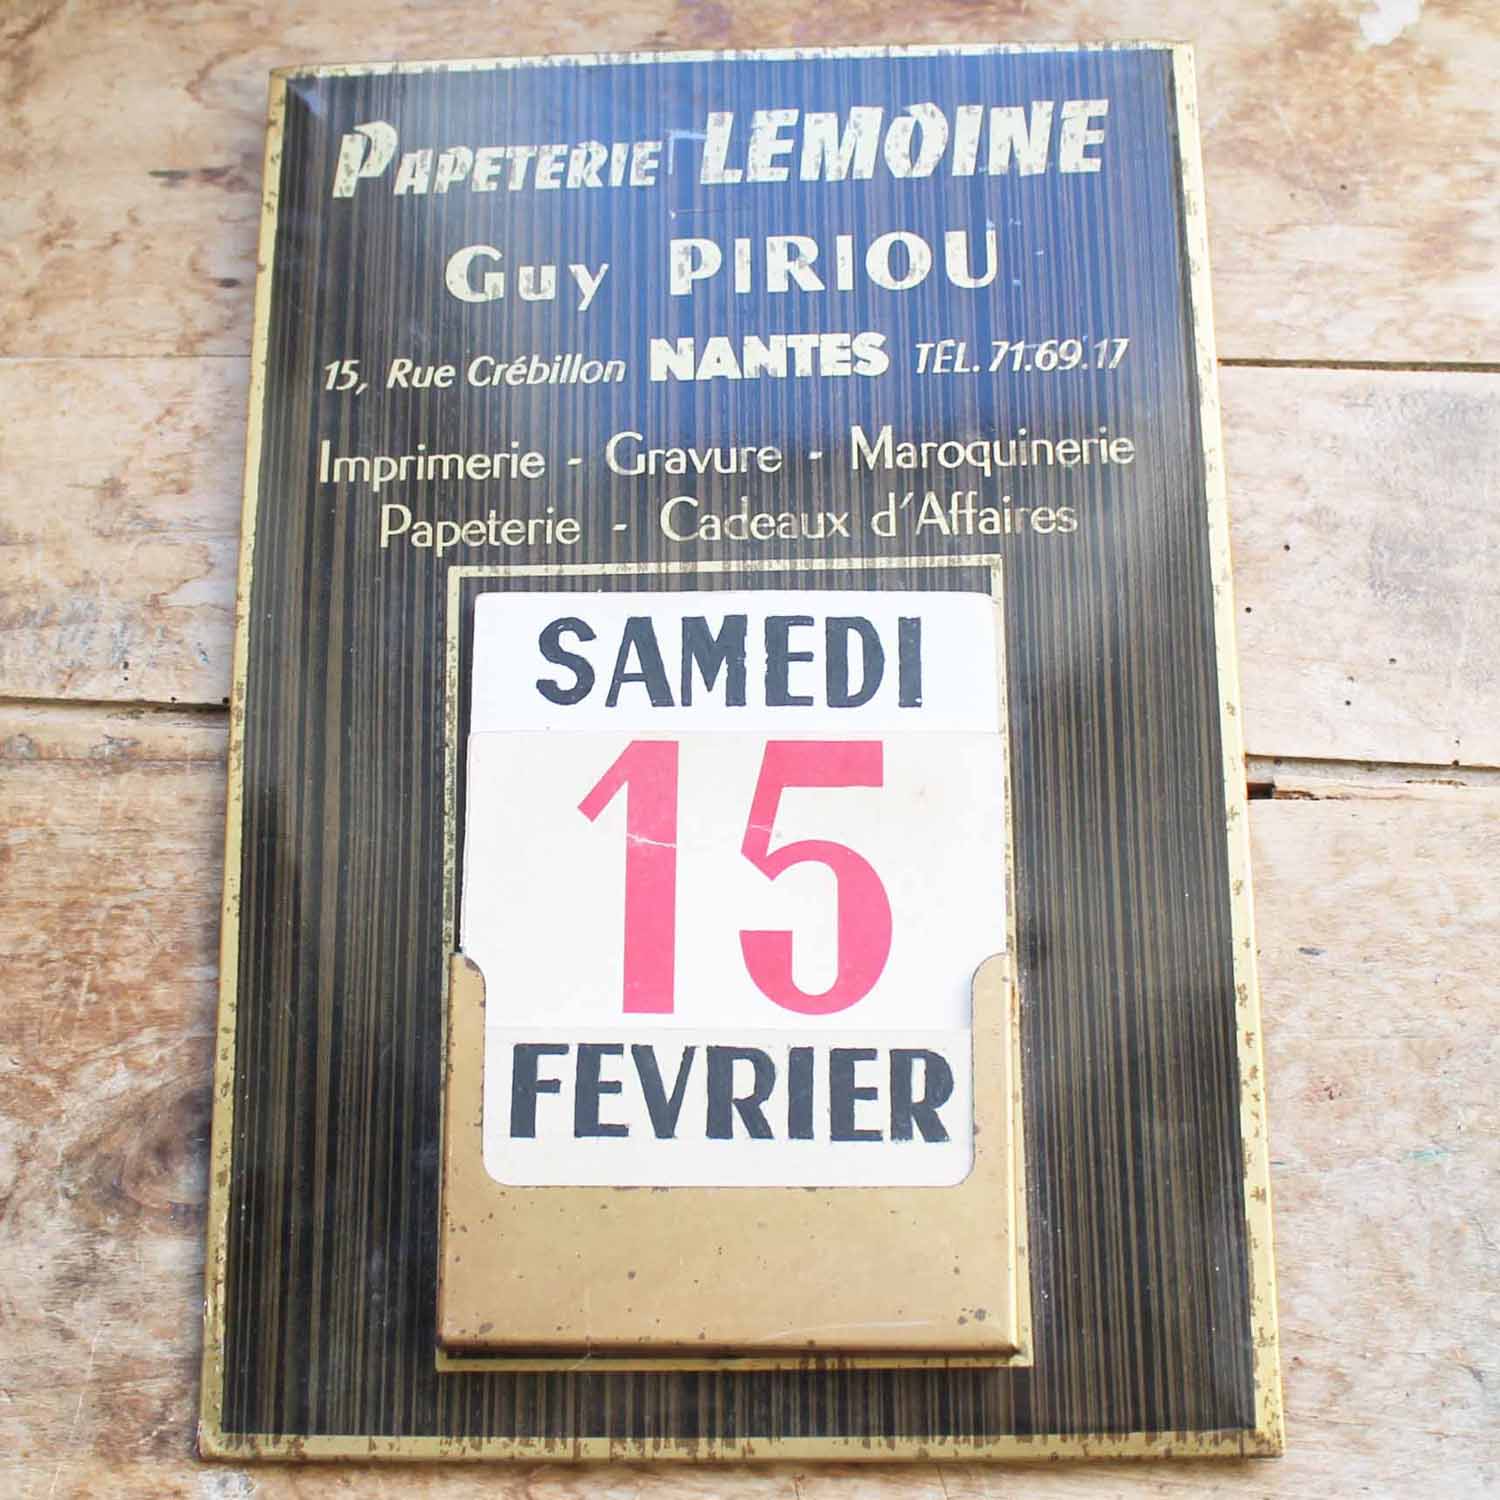 PAPETERIE LEMOINE
GUY PIRIOU
15, Rue Crébillon NANTES TÉL. 71.69.17
Imprimerie - Gravure - Maroquinerie
Papeterie - Cadeaux d'Affaires
SAMEDI
15
FEVRIER